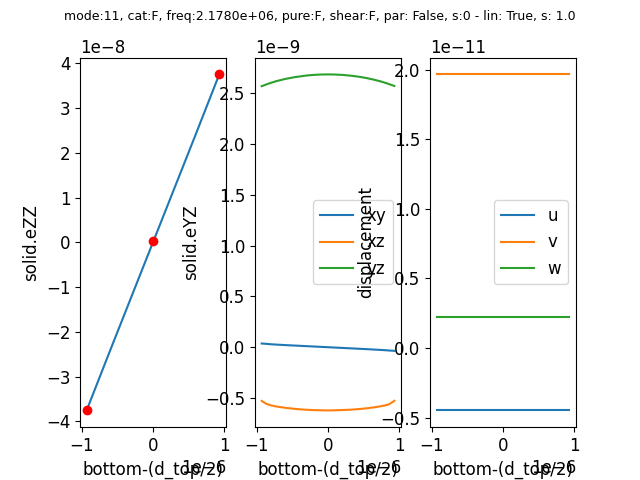 mode:11, cat:F, freq:2.1780e+06, pure:F, shear:F, par: False, s:0 - lin: True, s: 1.0
1e−8
1e−9
1e−11
solid.eZZ
4
3
2
1
0
−1
−2
−3
−4
−1
0
1
1e−6
bottom-(d_top/2)
solid.eYZ
2.5
2.0
1.5
1.0
0.5
0.0
−0.5
xy
xz
yz
−1
0
1
1e−6
bottom-(d_top/2)
displacement
2.0
1.5
1.0
0.5
0.0
−0.5
u
v
w
−1
0
1
1e−6
bottom-(d_top/2)